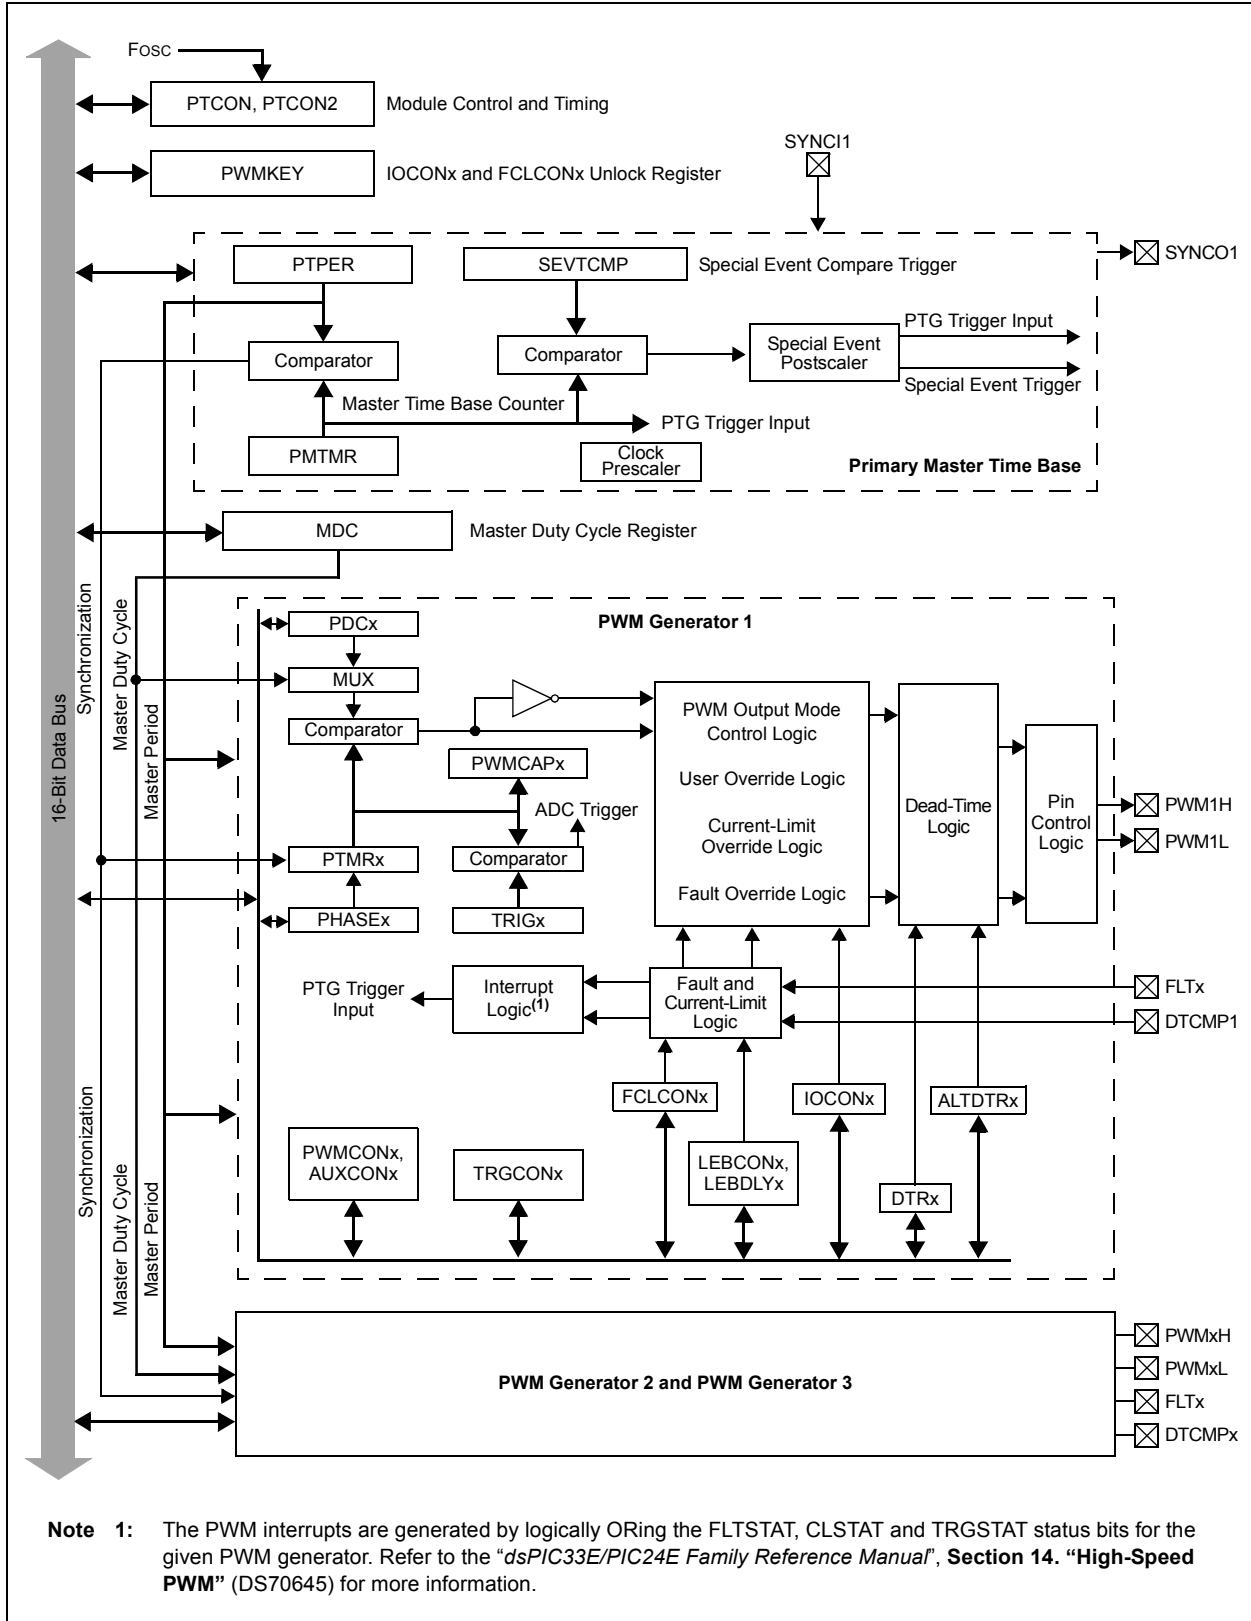 FOSC
PTCON, PTCON2
Module Control and Timing
PWMKEY
IOCONx and FCLCONx Unlock Register
SYNCI1
SYNCO1
PTPER
SEVTCMP
Special Event Compare Trigger
Comparator
Comparator
Special Event
Postscaler
PTG Trigger Input
Special Event Trigger
Master Time Base Counter
PTG Trigger Input
PMTMR
Clock
Prescaler
Primary Master Time Base
MDC
Master Duty Cycle Register
16-Bit Data Bus
Synchronization
Master Duty Cycle
Master Period
PWM Generator 1
PDCx
MUX
Comparator
PWMCAPx
ADC Trigger
PTMRx
Comparator
PHASEx
TRIGx
PWM Output Mode
Control Logic
User Override Logic
Current-Limit
Override Logic
Fault Override Logic
Dead-Time
Logic
Pin
Control
Logic
PWM1H
PWM1L
PTG Trigger
Input
Interrupt
Logic(1)
Fault and
Current-Limit
Logic
FLTx
DTCMP1
FCLCONx
IOCONx
ALTDTRx
PWMCONx,
AUXCONx
TRGCONx
LEBCONx,
LEBDLYx
DTRx
Synchronization
Master Duty Cycle
Master Period
PWM Generator 2 and PWM Generator 3
PWMxH
PWMxL
FLTx
DTCMPx
Note 1: The PWM interrupts are generated by logically ORing the FLTSTAT, CLSTAT and TRGSTAT status bits for the
given PWM generator. Refer to the “dsPIC33E/PIC24E Family Reference Manual”, Section 14. “High-Speed
PWM” (DS70645) for more information.